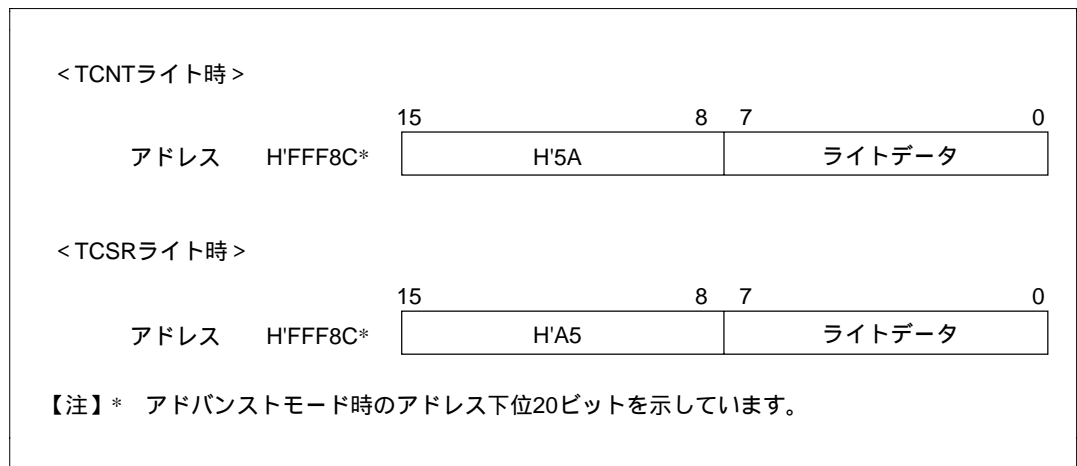 <TCNTライト時>
15 8 7 0
アドレス H'FFF8C* H'5A ライトデータ
<TCSRライト時>
15 8 7 0
アドレス H'FFF8C* H'A5 ライトデータ
【注】* アドバンストモード時のアドレス下位20ビットを示しています。